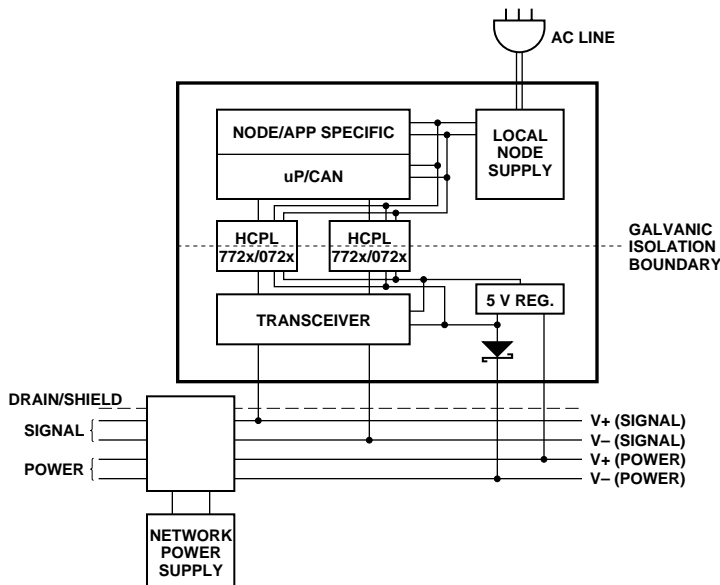 AC LINE
NODE/APP SPECIFIC
uP/CAN
LOCAL
NODE
SUPPLY
HCPL
772x/072x
HCPL
772x/072x
GALVANIC
ISOLATION
BOUNDARY
5 V REG.
TRANSCEIVER
DRAIN/SHIELD
SIGNAL
POWER
V+ (SIGNAL)
V– (SIGNAL)
V+ (POWER)
V– (POWER)
NETWORK
POWER
SUPPLY